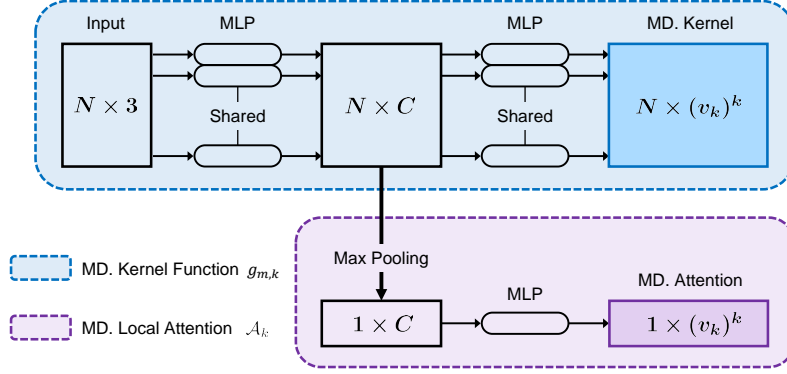 Input MLP MLP MD. Kernel
N × 3 Shared N × C Shared N × (v_k)^k
Max Pooling
MD. Kernel Function g_{m,k}
MLP MD. Attention
MD. Local Attention 𝒜_k
1 × C 1 × (v_k)^k